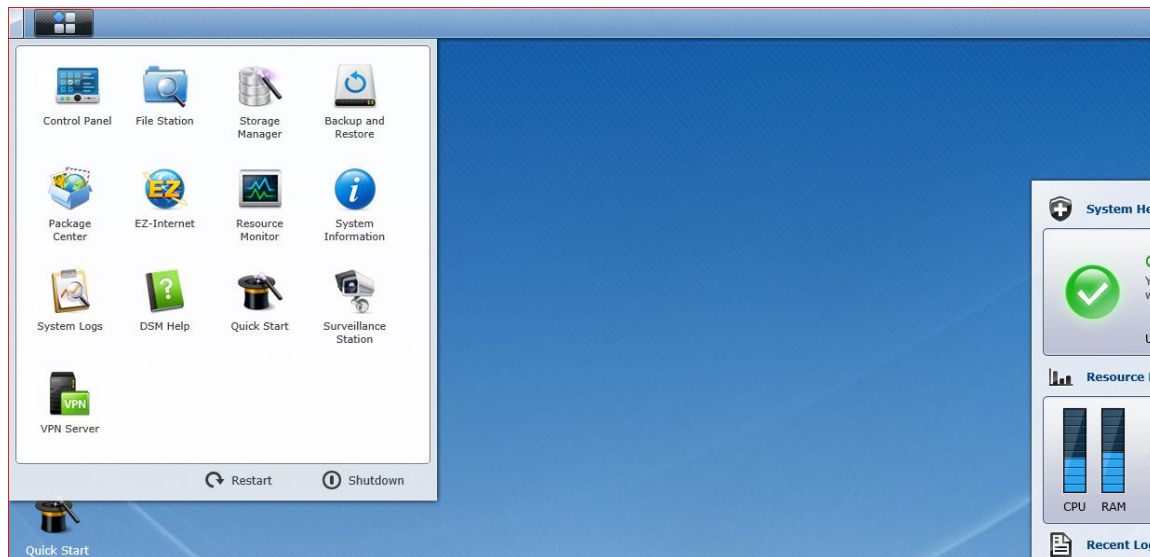 Control Panel
File Station
Storage
Manager
Backup and
Restore
Package
Center
EZ
EZ-Internet
Resource
Monitor
System
Information
System Logs
DSM Help
Quick Start
Surveillance
Station
VPN
VPN Server
Restart
Shutdown
Quick Start
System He
Resource
CPU RAM
Recent Lo